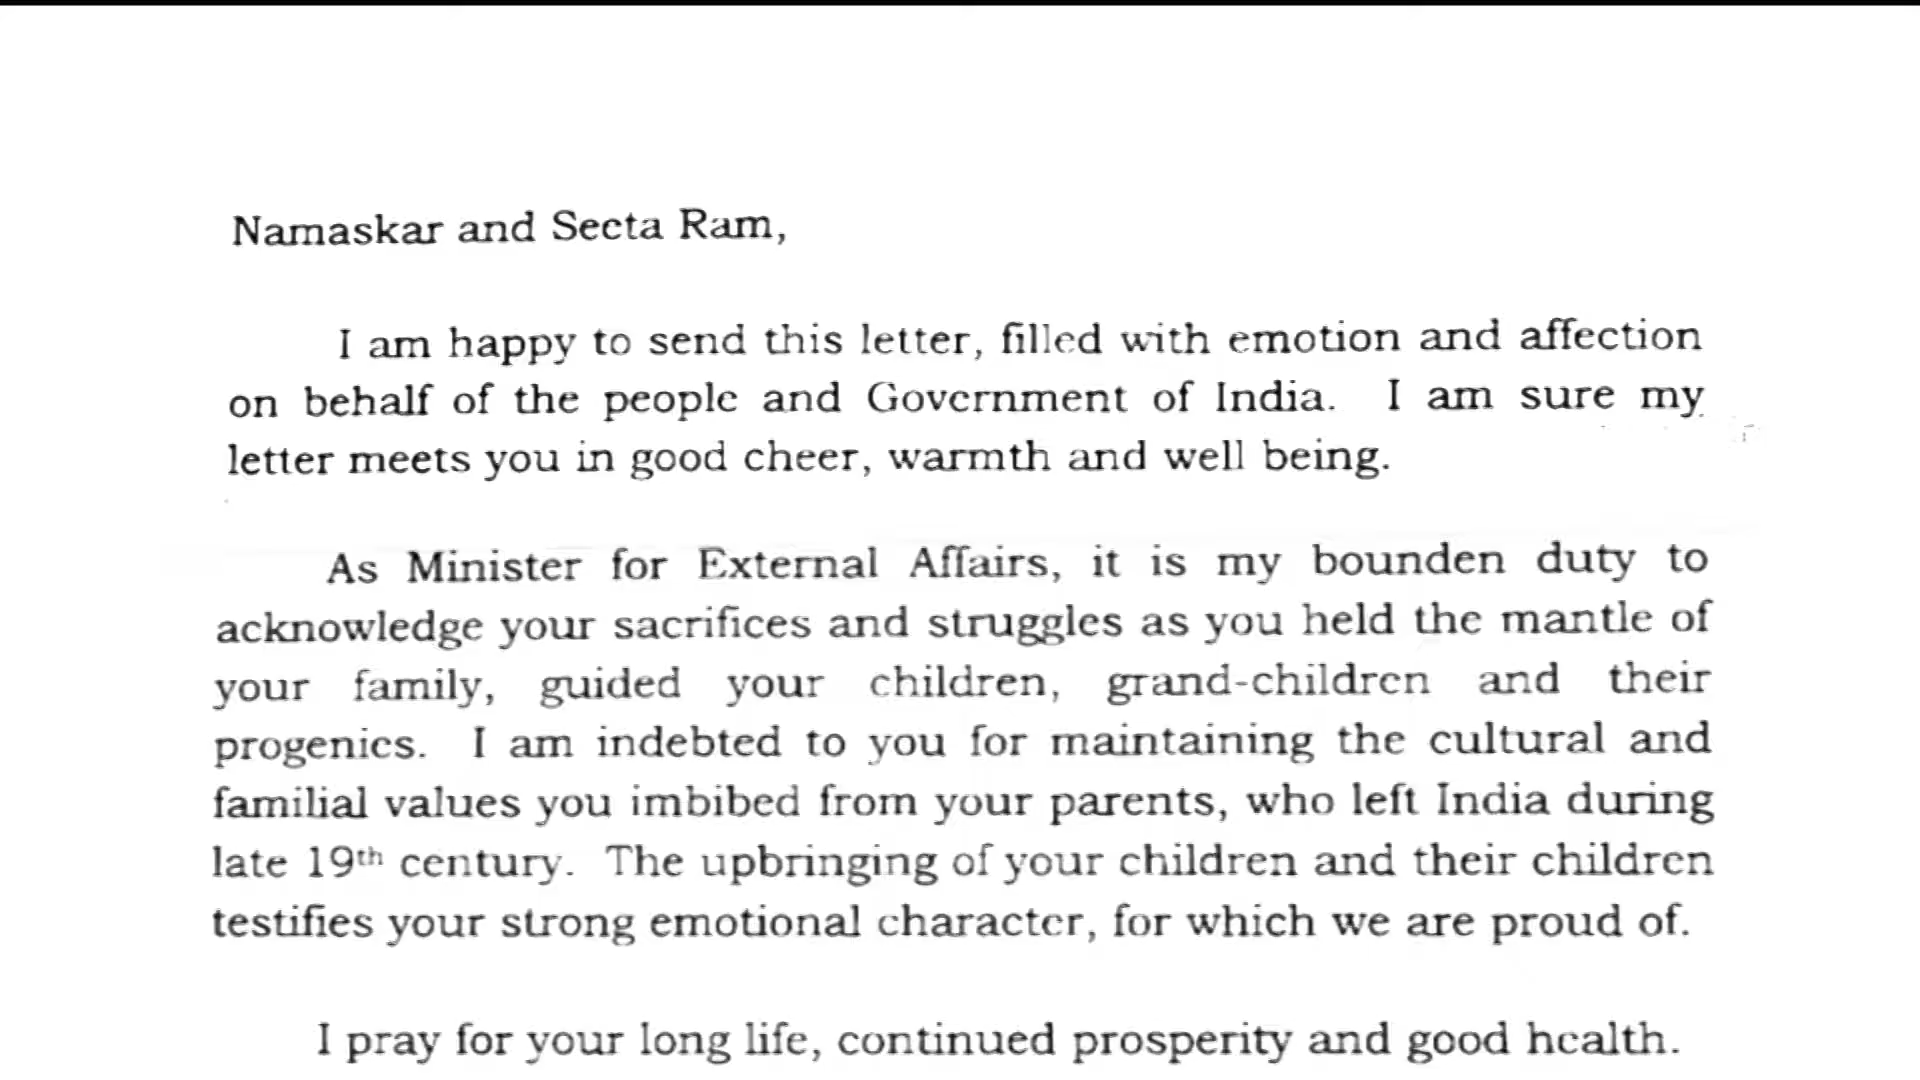 Namaskar and Seeta Ram,
I am happy to send this letter, filled with emotion and affection
on behalf of the people and Government of India. I am sure my
letter meets you in good cheer, warmth and well being.
As Minister for External Affairs, it is my bounden duty to
acknowledge your sacrifices and struggles as you held the mantle of
your family, guided your children, grand-children and their
progenies. I am indebted to you for maintaining the cultural and
familial values you imbibed from your parents, who left India during
late 19th century. The upbringing of your children and their children
testifies your strong emotional character, for which we are proud of.
I pray for your long life, continued prosperity and good health.